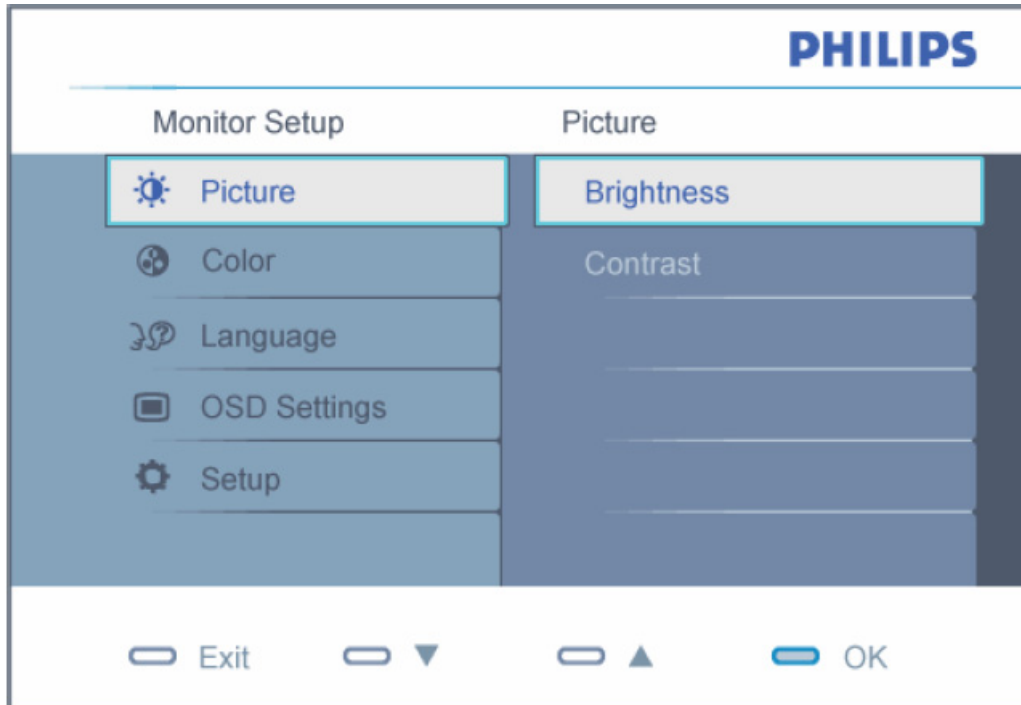 PHILIPS
Monitor Setup Picture
Picture Brightness
Color Contrast
Language
OSD Settings
Setup
Exit ▼ ▲ OK